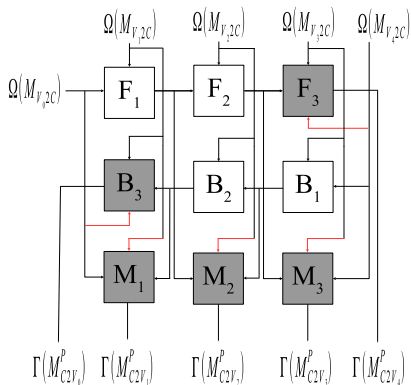 Ω(M_{V_1 2C}) Ω(M_{V_2 2C}) Ω(M_{V_3 2C}) Ω(M_{V_4 2C})
Ω(M_{V_0 2C}) F_1 F_2 F_3
B_3 B_2 B_1
M_1 M_2 M_3
Γ(M^P_{C2V_0}) Γ(M^P_{C2V_1}) Γ(M^P_{C2V_2}) Γ(M^P_{C2V_3}) Γ(M^P_{C2V_4})